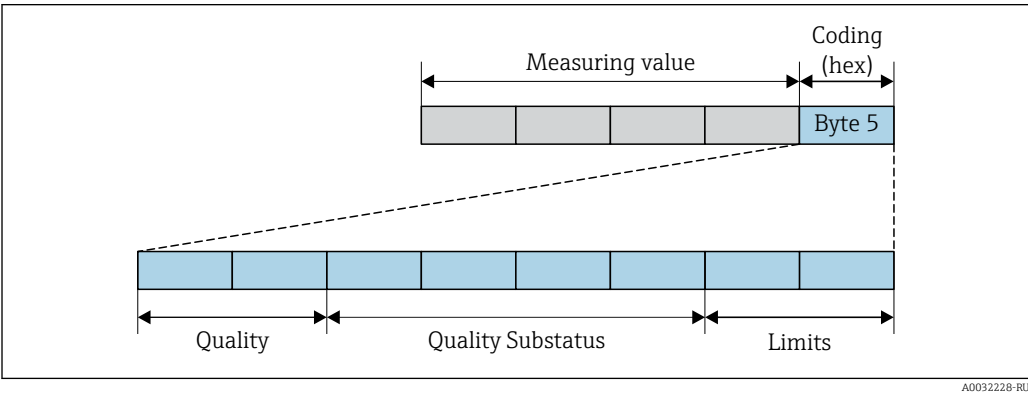 Coding
(hex)
Measuring value
Byte 5
Quality
Quality Substatus
Limits
A0032228-RU